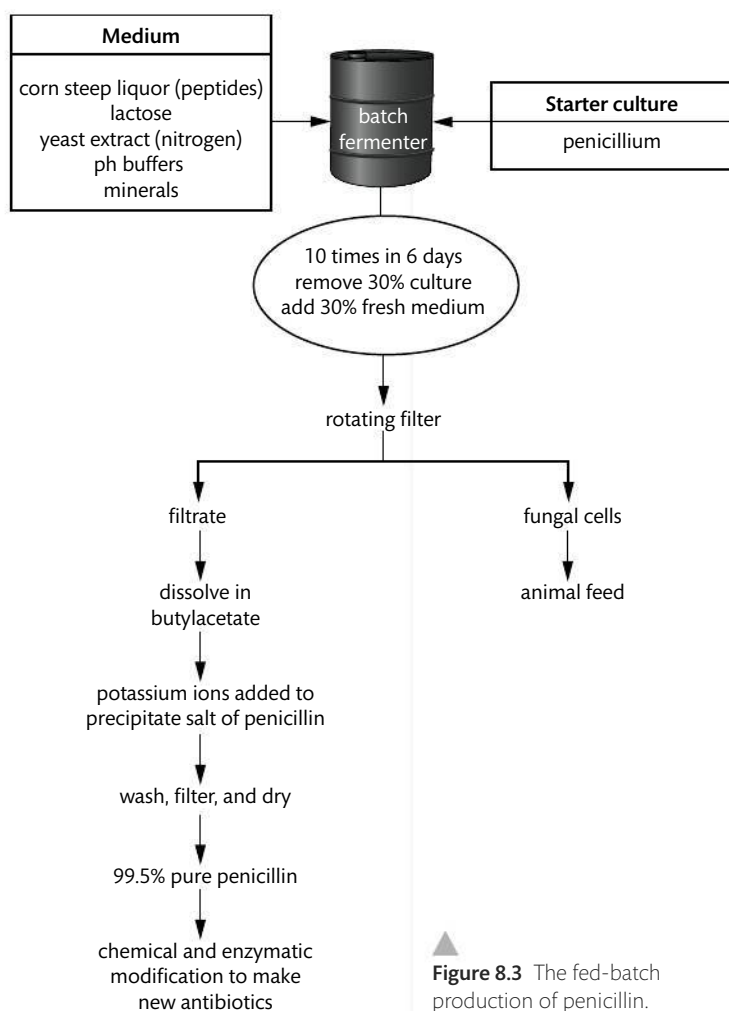 Medium
corn steep liquor (peptides)
lactose
yeast extract (nitrogen)
ph buffers
minerals
batch
fermenter
Starter culture
penicillium
10 times in 6 days
remove 30% culture
add 30% fresh medium
rotating filter
filtrate
fungal cells
dissolve in
butylacetate
animal feed
potassium ions added to
precipitate salt of penicillin
wash, filter, and dry
99.5% pure penicillin
chemical and enzymatic
modification to make
new antibiotics
Figure 8.3 The fed-batch
production of penicillin.